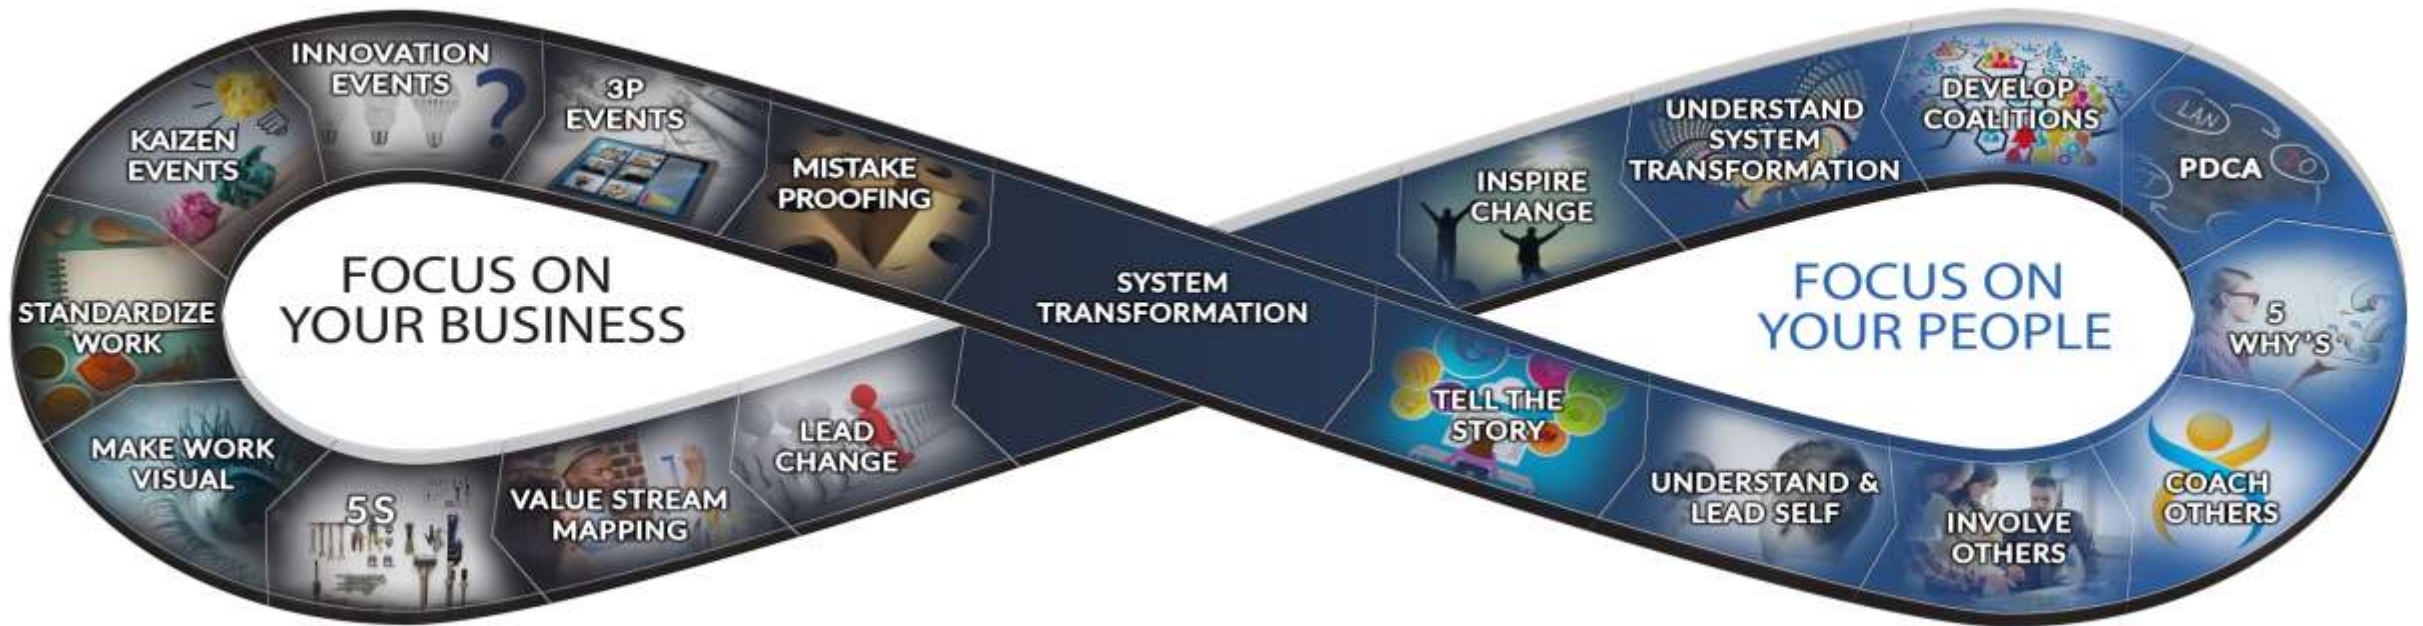 INNOVATION
EVENTS
3P
EVENTS
KAIZEN
EVENTS
MISTAKE
PROOFING
STANDARDIZE
WORK
FOCUS ON
YOUR BUSINESS
MAKE WORK
VISUAL
5S
VALUE STREAM
MAPPING
LEAD
CHANGE
SYSTEM
TRANSFORMATION
INSPIRE
CHANGE
UNDERSTAND
SYSTEM
TRANSFORMATION
DEVELOP
COALITIONS
PLAN
DO
PDCA
FOCUS ON
YOUR PEOPLE
5
WHY'S
TELL THE
STORY
UNDERSTAND &
LEAD SELF
INVOLVE
OTHERS
COACH
OTHERS